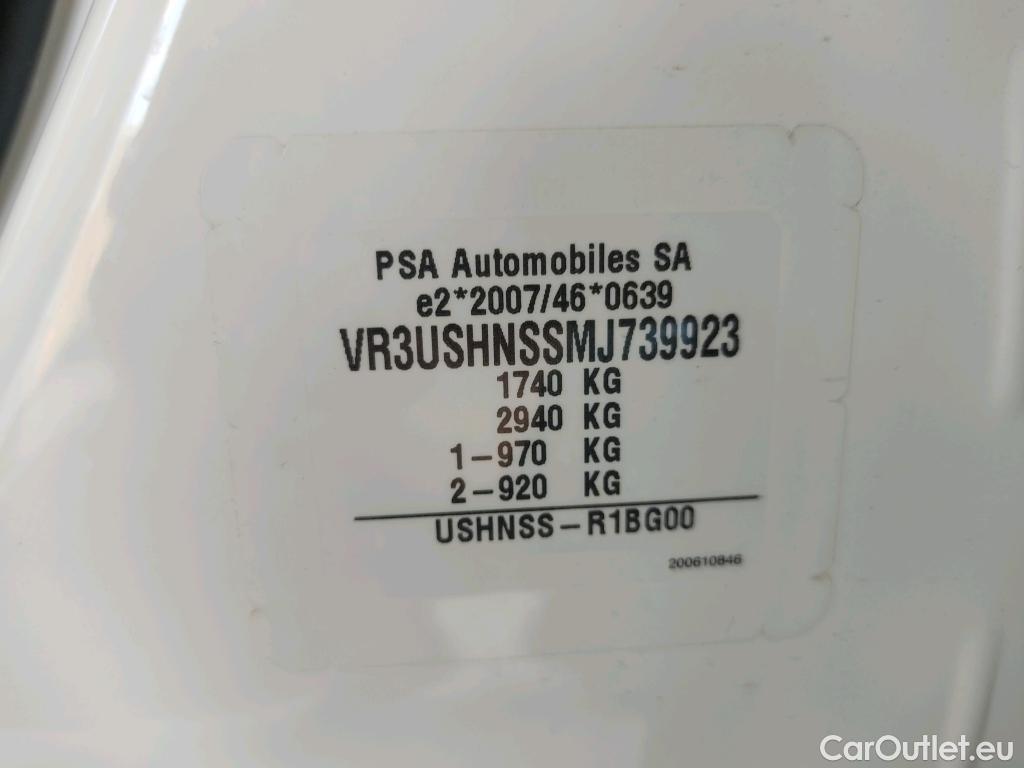 PSA Automobiles SA
e2*2007/46*0639
VR3USHNSSMJ739923
1740 KG
2940 KG
1-970 KG
2-920 KG
USHNSS-R1BG00
200610846
CarOutlet.eu